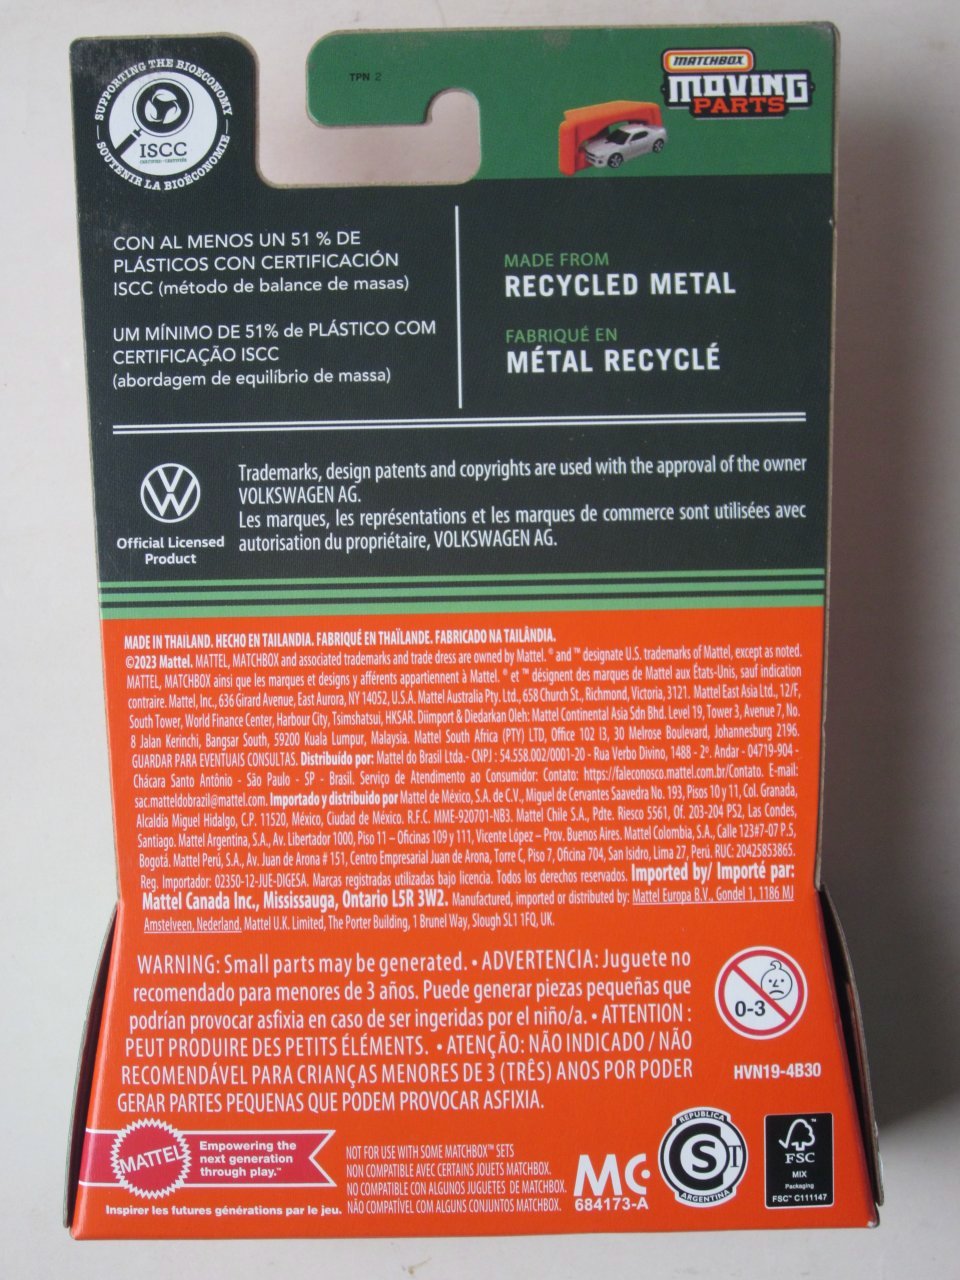 SUPPORTING THE BIOECONOMY
ISCC
SOUTENIR LA BIOÉCONOMIE
TPN 2
MATCHBOX
MOVING
PARTS
CON AL MENOS UN 51 % DE
PLÁSTICOS CON CERTIFICACIÓN
ISCC (método de balance de masas)
UM MÍNIMO DE 51% de PLÁSTICO COM
CERTIFICAÇÃO ISCC
(abordagem de equilíbrio de massa)
MADE FROM
RECYCLED METAL
FABRIQUÉ EN
MÉTAL RECYCLÉ
Official Licensed
Product
Trademarks, design patents and copyrights are used with the approval of the owner
VOLKSWAGEN AG.
Les marques, les représentations et les marques de commerce sont utilisées avec
autorisation du propriétaire, VOLKSWAGEN AG.
MADE IN THAILAND. HECHO EN TAILANDIA. FABRIQUÉ EN THAÏLANDE. FABRICADO NA TAILÂNDIA.
©2023 Mattel. MATTEL, MATCHBOX and associated trademarks and trade dress are owned by Mattel. ® and ™ designate U.S. trademarks of Mattel, except as noted.
MATTEL, MATCHBOX ainsi que les marques et designs y afférents appartiennent à Mattel. ® et ™ désignent des marques de Mattel aux États-Unis, sauf indication
contraire. Mattel, Inc., 636 Girard Avenue, East Aurora, NY 14052, U.S.A. Mattel Australia Pty. Ltd., 658 Church St., Richmond, Victoria, 3121. Mattel East Asia Ltd., 12/F,
South Tower, World Finance Center, Harbour City, Tsimshatsui, HKSAR. Diimport & Diedarkan Oleh: Mattel Continental Asia Sdn Bhd. Level 19, Tower 3, Avenue 7, No.
8 Jalan Kerinchi, Bangsar South, 59200 Kuala Lumpur, Malaysia. Mattel South Africa (PTY) LTD, Office 102 I3, 30 Melrose Boulevard, Johannesburg 2196.
GUARDAR PARA EVENTUAIS CONSULTAS. Distribuido por: Mattel do Brasil Ltda.- CNPJ : 54.558.002/0001-20 - Rua Verbo Divino, 1488 - 2º. Andar - 04719-904 -
Chácara Santo Antônio - São Paulo - SP - Brasil. Serviço de Atendimento ao Consumidor: Contato: https://faleconosco.mattel.com.br/Contato. E-mail:
sac.matteldobrazil@mattel.com. Importado y distribuido por Mattel de México, S.A. de C.V., Miguel de Cervantes Saavedra No. 193, Pisos 10 y 11, Col. Granada,
Alcaldía Miguel Hidalgo, C.P. 11520, México, Ciudad de México. R.F.C. MME-920701-NB3. Mattel Chile S.A., Pdte. Riesco 5561, Of. 203-204 PS2, Las Condes,
Santiago. Mattel Argentina, S.A., Av. Libertador 1000, Piso 11 – Oficinas 109 y 111, Vicente López – Prov. Buenos Aires. Mattel Colombia, S.A., Calle 123#7-07 P.5,
Bogotá. Mattel Perú, S.A., Av. Juan de Arona # 151, Centro Empresarial Juan de Arona, Torre C, Piso 7, Oficina 704, San Isidro, Lima 27, Perú. RUC: 20425853865.
Reg. Importador: 02350-12-JUE-DIGESA. Marcas registradas utilizadas bajo licencia. Todos los derechos reservados. Imported by/ Importé par:
Mattel Canada Inc., Mississauga, Ontario L5R 3W2. Manufactured, imported or distributed by: Mattel Europa B.V., Gondel 1, 1186 MJ
Amstelveen, Nederland. Mattel U.K. Limited, The Porter Building, 1 Brunel Way, Slough SL1 1FQ, UK.
WARNING: Small parts may be generated. • ADVERTENCIA: Juguete no
recomendado para menores de 3 años. Puede generar piezas pequeñas que
podrían provocar asfixia en caso de ser ingeridas por el niño/a. • ATTENTION :
PEUT PRODUIRE DES PETITS ÉLÉMENTS. • ATENÇÃO: NÃO INDICADO / NÃO
RECOMENDÁVEL PARA CRIANÇAS MENORES DE 3 (TRÊS) ANOS POR PODER
GERAR PARTES PEQUENAS QUE PODEM PROVOCAR ASFIXIA.
0-3
HVN19-4B30
MATTEL
Empowering the
next generation
through play.™
Inspirer les futures générations par le jeu.
NOT FOR USE WITH SOME MATCHBOX™ SETS
NON COMPATIBLE AVEC CERTAINS JOUETS MATCHBOX.
NO COMPATIBLE CON ALGUNOS JUGUETES DE MATCHBOX.
NÃO COMPATÍVEL COM ALGUNS CONJUNTOS MATCHBOX.
MC
684173-A
REPUBLICA
S
ARGENTINA
FSC
MIX
Packaging
FSC® C111147